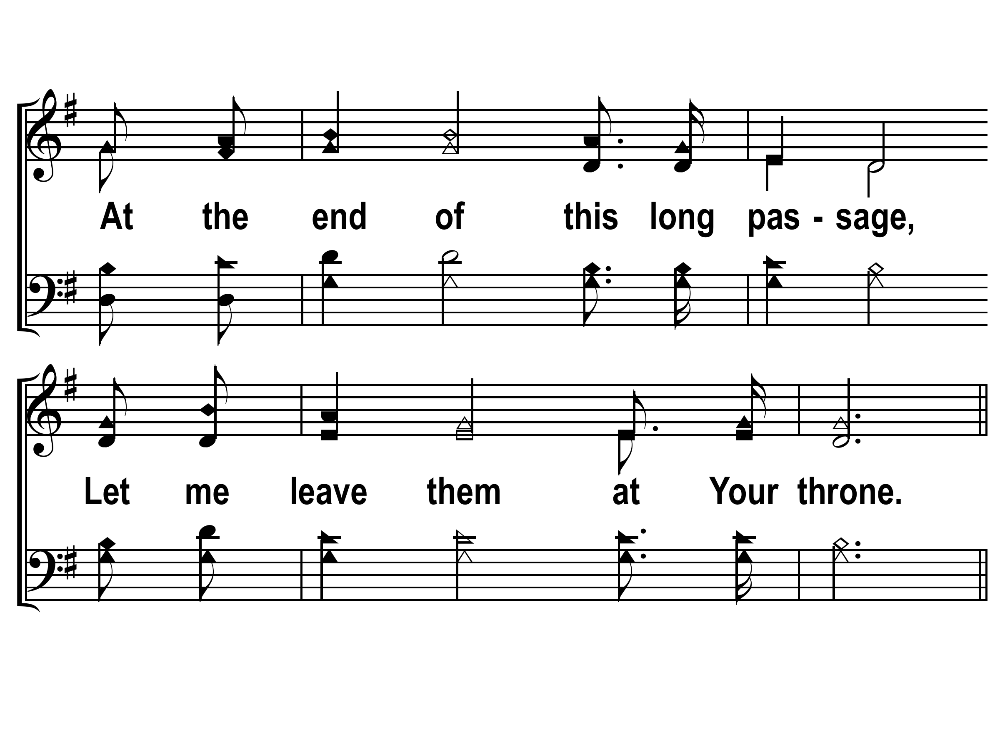 At the end of this long pas - sage,
Let me leave them at Your throne.